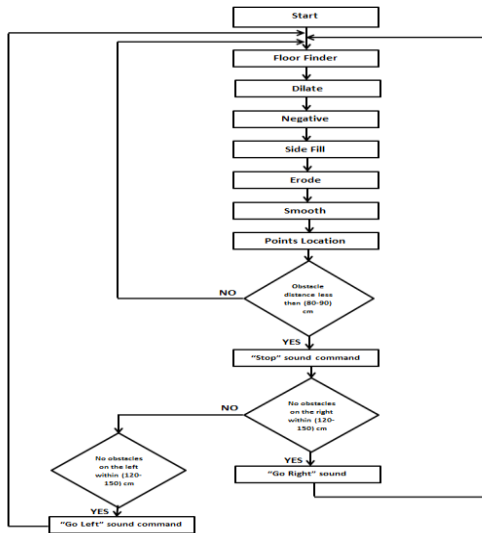 Start
Floor Finder
Dilate
Negative
Side Fill
Erode
Smooth
Points Location
Obstacle
distance less
than (80-90)
cm
NO
YES
"Stop" sound command
No obstacles
on the right
within (120-
150) cm
NO
YES
"Go Right" sound
No obstacles
on the left
within (120-
150) cm
YES
"Go Left" sound command